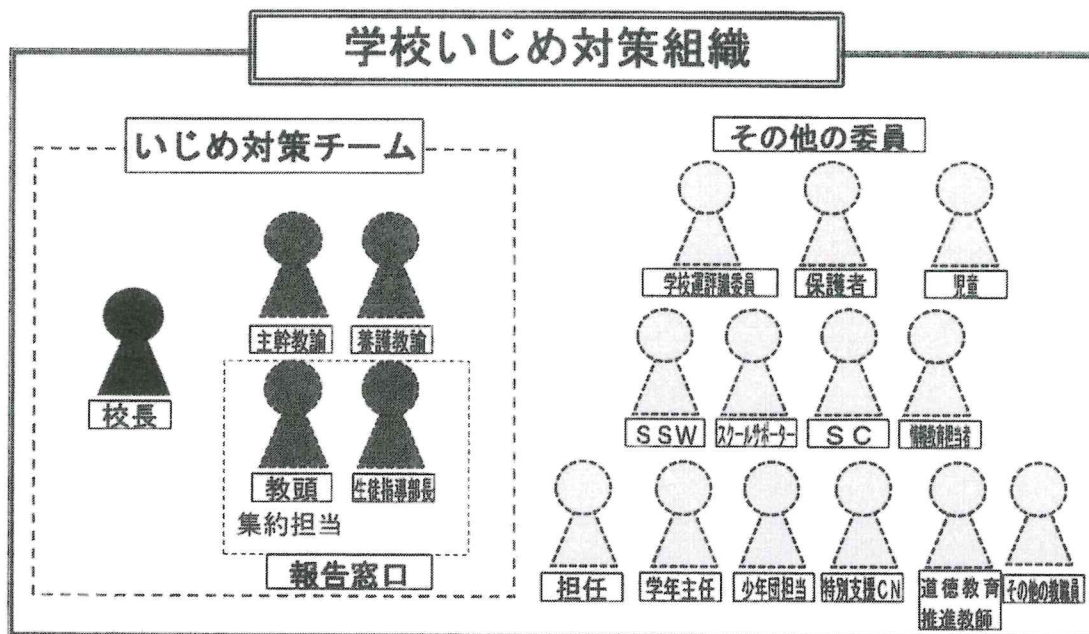 学校いじめ対策組織
いじめ対策チーム
校長
主幹教諭
養護教諭
教頭
生徒指導部長
集約担当
報告窓口
その他の委員
学校運評議委員
保護者
児童
SSW
スクールサポーター
SC
情報教育担当者
担任
学年主任
少年団担当
特別支援CN
道徳教育
推進教師
その他の教職員